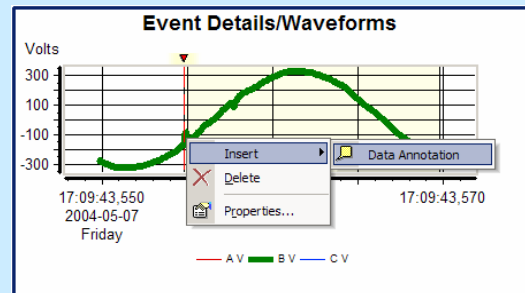 Event Details/Waveforms
Volts
300
100
-100
-300
Insert
Data Annotation
Delete
Properties...
17:09:43,550
2004-05-07
Friday
17:09:43,570
A V B V C V